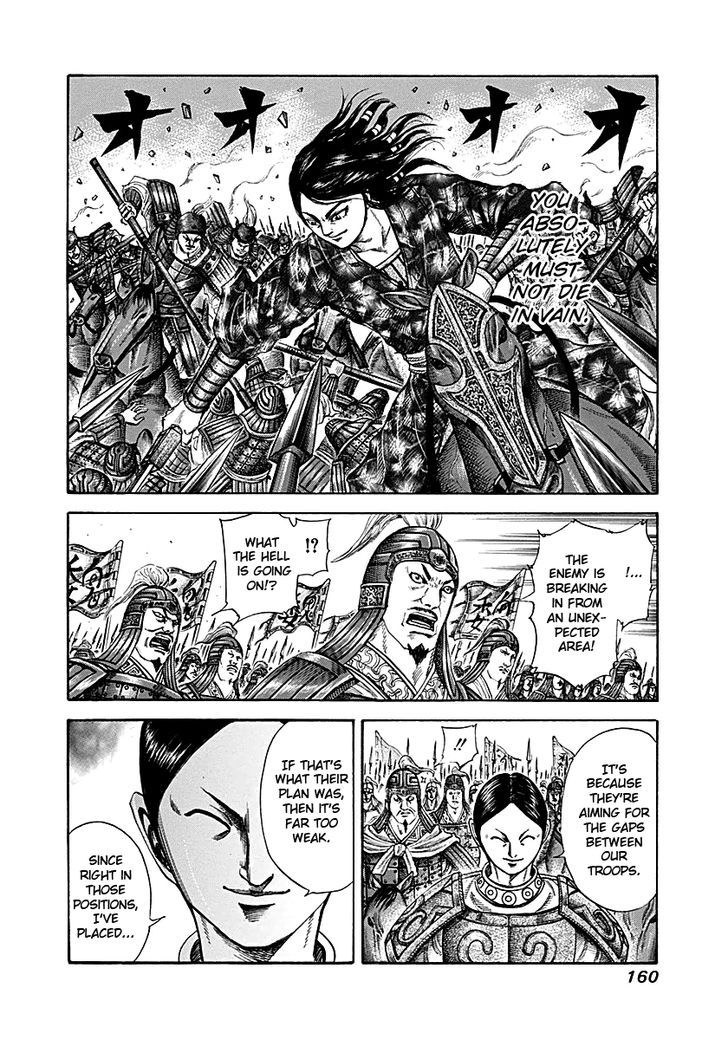 オ オ オ オ
YOU
ABSO-
LUTELY
MUST
NOT DIE
IN VAIN.
!...
THE
ENEMY IS
BREAKING
IN FROM
AN UNEX-
PECTED
AREA!
!?
WHAT
THE HELL
IS GOING
ON!?
IT'S
BECAUSE
THEY'RE
AIMING FOR
THE GAPS
BETWEEN
OUR
TROOPS.
!!
IF THAT'S
WHAT THEIR
PLAN WAS,
THEN IT'S
FAR TOO
WEAK.
SINCE
RIGHT IN
THOSE
POSITIONS,
I'VE
PLACED...
160